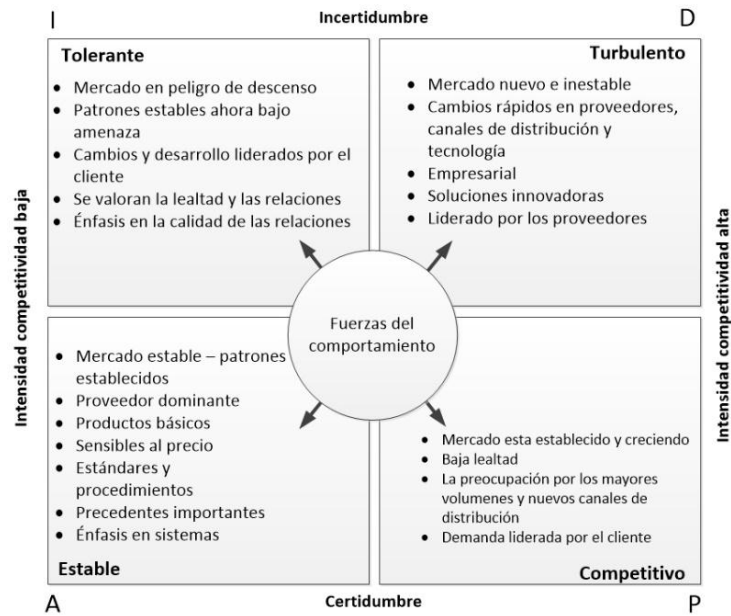 I
Incertidumbre
D
Tolerante
Mercado en peligro de descenso
Patrones estables ahora bajo
amenaza
Cambios y desarrollo liderados por el
cliente
Se valoran la lealtad y las relaciones
Énfasis en la calidad de las relaciones
Turbulento
Mercado nuevo e inestable
Cambios rápidos en proveedores,
canales de distribución y
tecnología
Empresarial
Soluciones innovadoras
Liderado por los proveedores
Intensidad competitividad baja
Intensidad competitividad alta
Fuerzas del
comportamiento
Mercado estable – patrones
establecidos
Proveedor dominante
Productos básicos
Sensibles al precio
Estándares y
procedimientos
Precedentes importantes
Énfasis en sistemas
Estable
Mercado esta establecido y creciendo
Baja lealtad
La preocupación por los mayores
volumenes y nuevos canales de
distribución
Demanda liderada por el cliente
Competitivo
A
Certidumbre
P